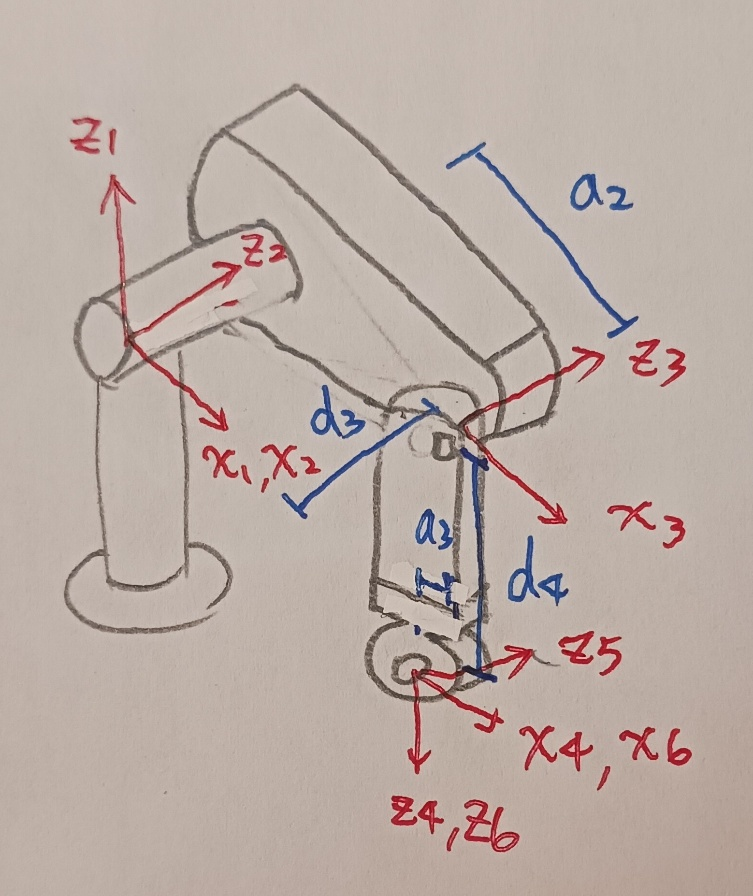 z1
a2
z2
z3
d3
x1, x2
x3
a3
d4
z5
x4, x6
z4, z6